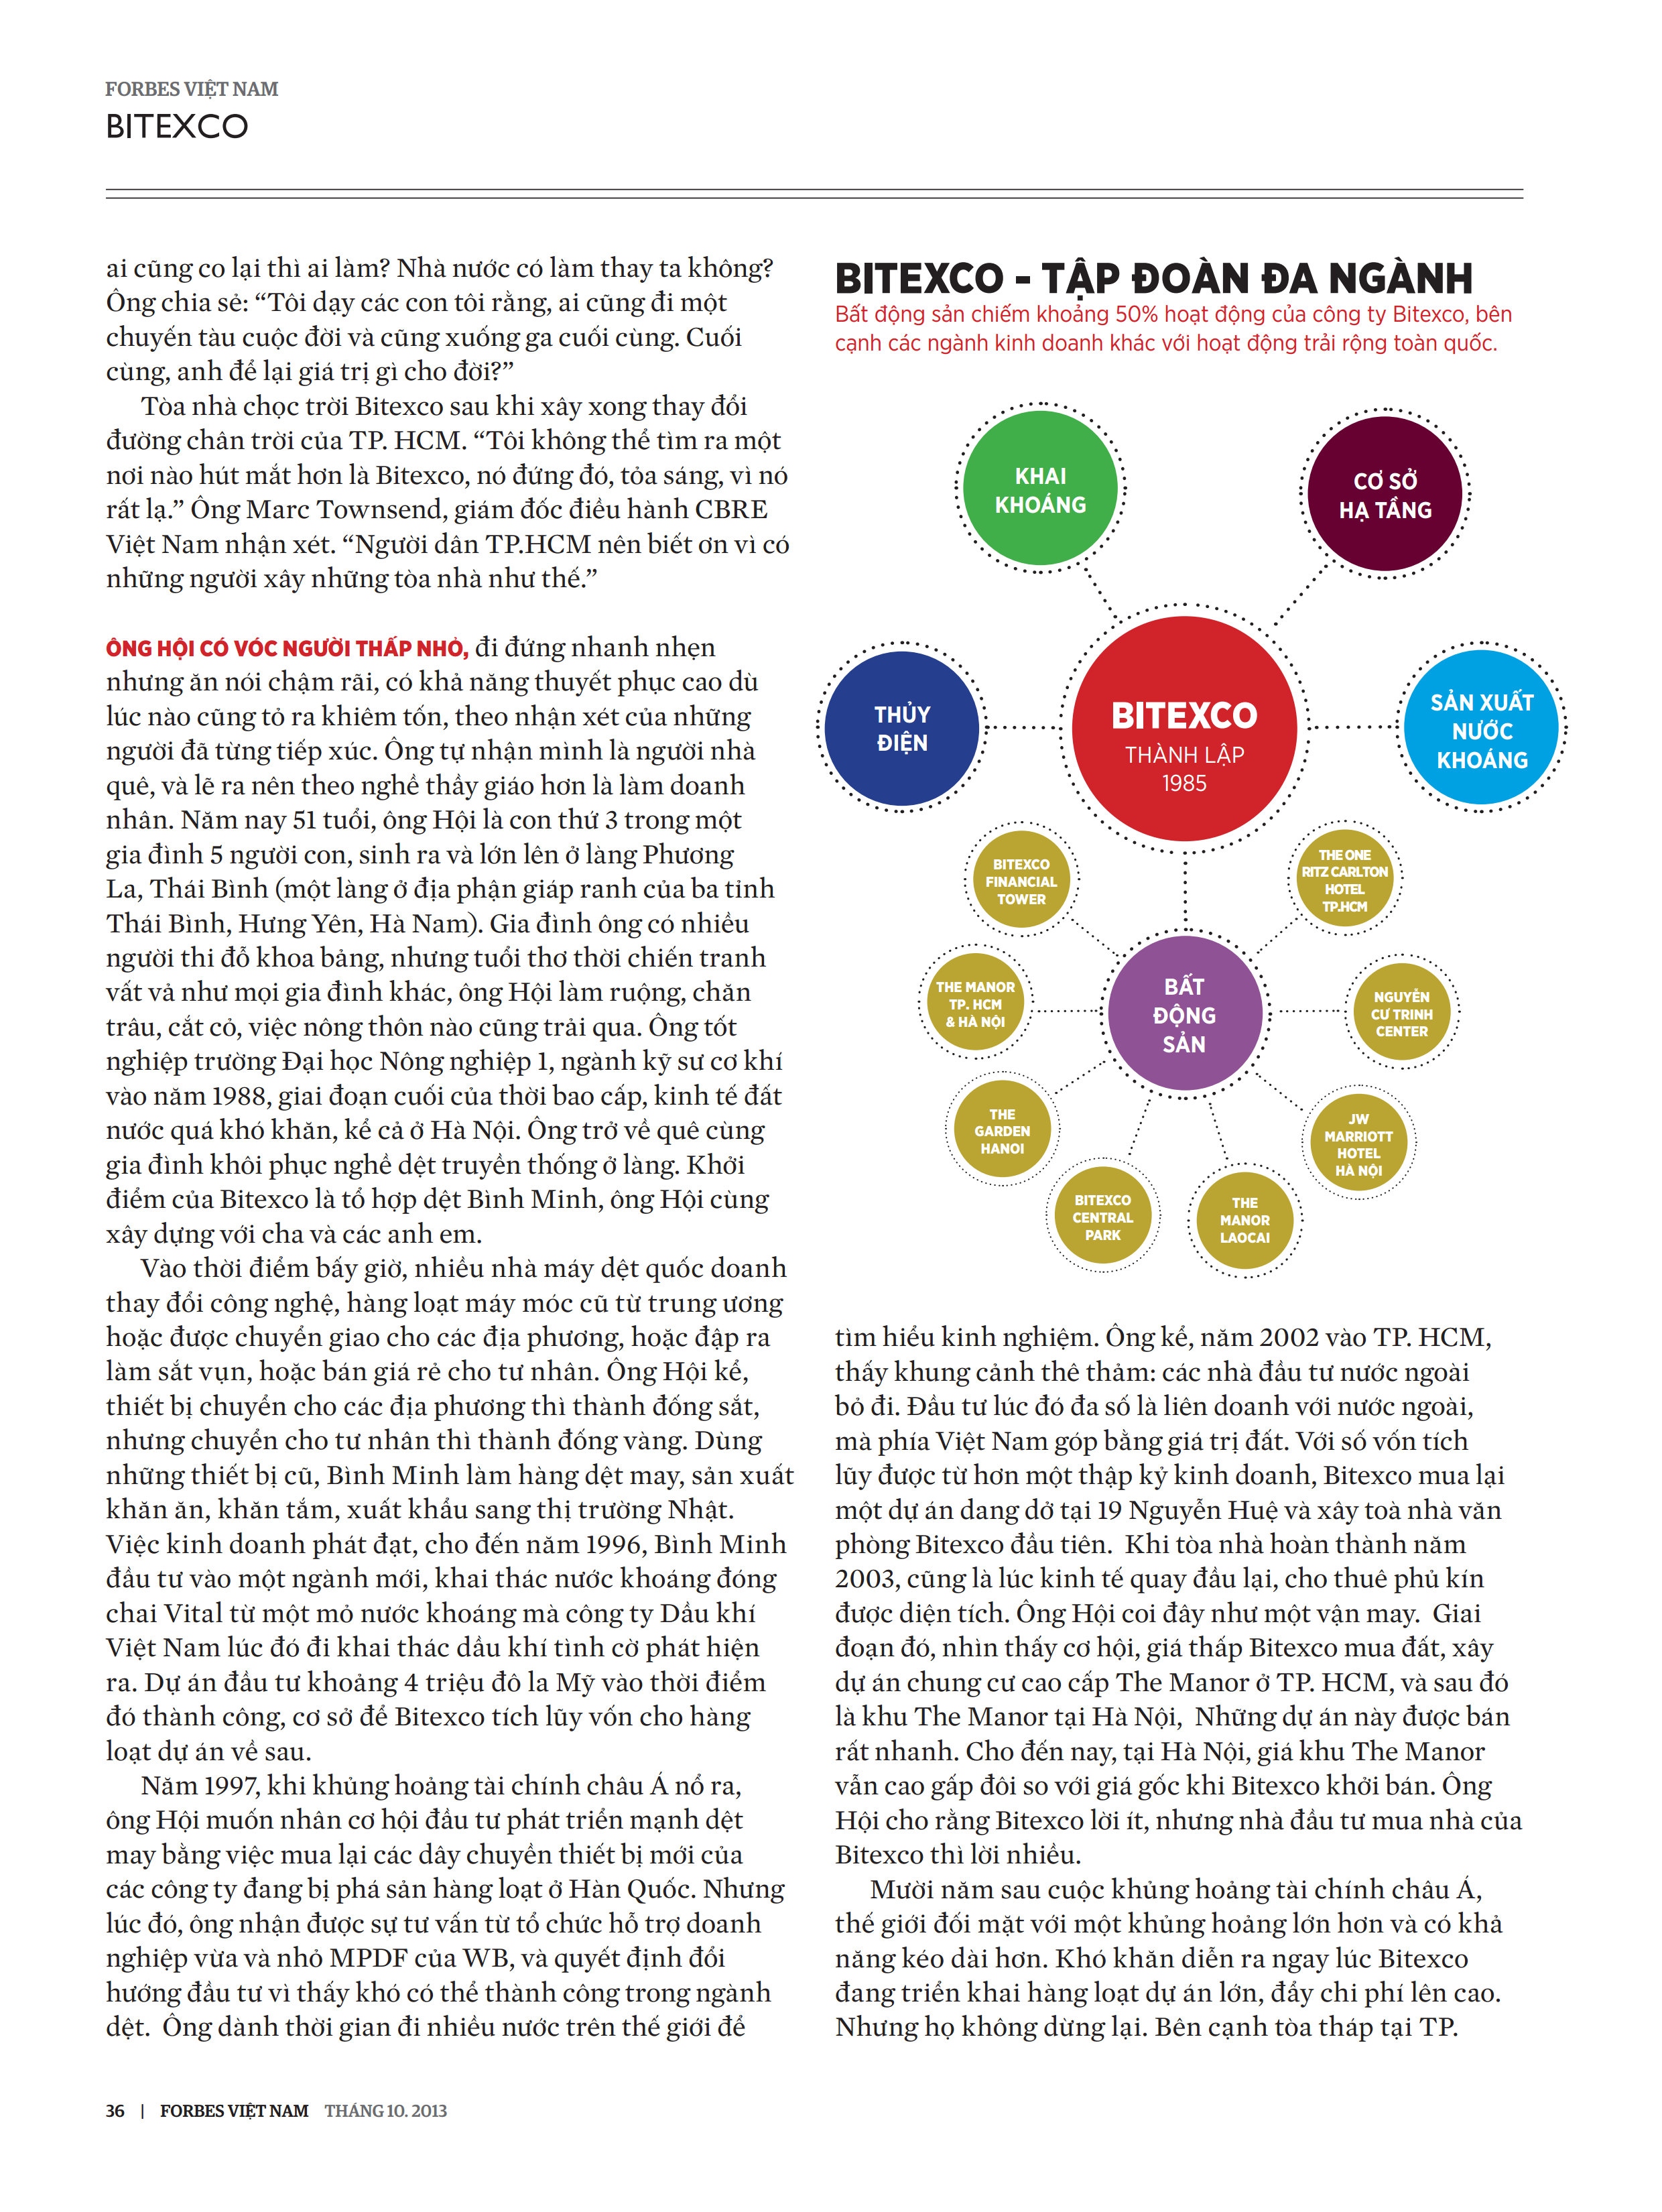 FORBES VIỆT NAM
BITEXCO
ai cũng co lại thì ai làm? Nhà nước có làm thay ta không?
Ông chia sẻ: “Tôi dạy các con tôi rằng, ai cũng đi một
chuyến tàu cuộc đời và cũng xuống ga cuối cùng. Cuối
cùng, anh để lại giá trị gì cho đời?”
Tòa nhà chọc trời Bitexco sau khi xây xong thay đổi
đường chân trời của TP. HCM. “Tôi không thể tìm ra một
nơi nào hút mắt hơn là Bitexco, nó đứng đó, tỏa sáng, vì nó
rất lạ.” Ông Marc Townsend, giám đốc điều hành CBRE
Việt Nam nhận xét. “Người dân TP.HCM nên biết ơn vì có
những người xây những tòa nhà như thế.”
ÔNG HỘI CÓ VÓC NGƯỜI THẤP NHỎ, đi đứng nhanh nhẹn
nhưng ăn nói chậm rãi, có khả năng thuyết phục cao dù
lúc nào cũng tỏ ra khiêm tốn, theo nhận xét của những
người đã từng tiếp xúc. Ông tự nhận mình là người nhà
quê, và lẽ ra nên theo nghề thầy giáo hơn là làm doanh
nhân. Năm nay 51 tuổi, ông Hội là con thứ 3 trong một
gia đình 5 người con, sinh ra và lớn lên ở làng Phương
La, Thái Bình (một làng ở địa phận giáp ranh của ba tỉnh
Thái Bình, Hưng Yên, Hà Nam). Gia đình ông có nhiều
người thi đỗ khoa bảng, nhưng tuổi thơ thời chiến tranh
vất vả như mọi gia đình khác, ông Hội làm ruộng, chăn
trâu, cắt cỏ, việc nông thôn nào cũng trải qua. Ông tốt
nghiệp trường Đại học Nông nghiệp 1, ngành kỹ sư cơ khí
vào năm 1988, giai đoạn cuối của thời bao cấp, kinh tế đất
nước quá khó khăn, kể cả ở Hà Nội. Ông trở về quê cùng
gia đình khôi phục nghề dệt truyền thống ở làng. Khởi
điểm của Bitexco là tổ hợp dệt Bình Minh, ông Hội cùng
xây dựng với cha và các anh em.
Vào thời điểm bấy giờ, nhiều nhà máy dệt quốc doanh
thay đổi công nghệ, hàng loạt máy móc cũ từ trung ương
hoặc được chuyển giao cho các địa phương, hoặc đập ra
làm sắt vụn, hoặc bán giá rẻ cho tư nhân. Ông Hội kể,
thiết bị chuyển cho các địa phương thì thành đống sắt,
nhưng chuyển cho tư nhân thì thành đống vàng. Dùng
những thiết bị cũ, Bình Minh làm hàng dệt may, sản xuất
khăn ăn, khăn tắm, xuất khẩu sang thị trường Nhật.
Việc kinh doanh phát đạt, cho đến năm 1996, Bình Minh
đầu tư vào một ngành mới, khai thác nước khoáng đóng
chai Vital từ một mỏ nước khoáng mà công ty Dầu khí
Việt Nam lúc đó đi khai thác dầu khí tình cờ phát hiện
ra. Dự án đầu tư khoảng 4 triệu đô la Mỹ vào thời điểm
đó thành công, cơ sở để Bitexco tích lũy vốn cho hàng
loạt dự án về sau.
Năm 1997, khi khủng hoảng tài chính châu Á nổ ra,
ông Hội muốn nhân cơ hội đầu tư phát triển mạnh dệt
may bằng việc mua lại các dây chuyền thiết bị mới của
các công ty đang bị phá sản hàng loạt ở Hàn Quốc. Nhưng
lúc đó, ông nhận được sự tư vấn từ tổ chức hỗ trợ doanh
nghiệp vừa và nhỏ MPDF của WB, và quyết định đổi
hướng đầu tư vì thấy khó có thể thành công trong ngành
dệt. Ông dành thời gian đi nhiều nước trên thế giới để
BITEXCO - TẬP ĐOÀN ĐA NGÀNH
Bất động sản chiếm khoảng 50% hoạt động của công ty Bitexco, bên
cạnh các ngành kinh doanh khác với hoạt động trải rộng toàn quốc.
KHAI
KHOÁNG
CƠ SỞ
HẠ TẦNG
THỦY
ĐIỆN
BITEXCO
THÀNH LẬP
1985
SẢN XUẤT
NƯỚC
KHOÁNG
BITEXCO
FINANCIAL
TOWER
THE ONE
RITZ CARLTON
HOTEL
TP.HCM
THE MANOR
TP. HCM
& HÀ NỘI
BẤT
ĐỘNG
SẢN
NGUYỄN
CƯ TRINH
CENTER
THE
GARDEN
HANOI
JW
MARRIOTT
HOTEL
HÀ NỘI
BITEXCO
CENTRAL
PARK
THE
MANOR
LAOCAI
tìm hiểu kinh nghiệm. Ông kể, năm 2002 vào TP. HCM,
thấy khung cảnh thê thảm: các nhà đầu tư nước ngoài
bỏ đi. Đầu tư lúc đó đa số là liên doanh với nước ngoài,
mà phía Việt Nam góp bằng giá trị đất. Với số vốn tích
lũy được từ hơn một thập kỷ kinh doanh, Bitexco mua lại
một dự án dang dở tại 19 Nguyễn Huệ và xây toà nhà văn
phòng Bitexco đầu tiên. Khi tòa nhà hoàn thành năm
2003, cũng là lúc kinh tế quay đầu lại, cho thuê phủ kín
được diện tích. Ông Hội coi đây như một vận may. Giai
đoạn đó, nhìn thấy cơ hội, giá thấp Bitexco mua đất, xây
dự án chung cư cao cấp The Manor ở TP. HCM, và sau đó
là khu The Manor tại Hà Nội, Những dự án này được bán
rất nhanh. Cho đến nay, tại Hà Nội, giá khu The Manor
vẫn cao gấp đôi so với giá gốc khi Bitexco khởi bán. Ông
Hội cho rằng Bitexco lời ít, nhưng nhà đầu tư mua nhà của
Bitexco thì lời nhiều.
Mười năm sau cuộc khủng hoảng tài chính châu Á,
thế giới đối mặt với một khủng hoảng lớn hơn và có khả
năng kéo dài hơn. Khó khăn diễn ra ngay lúc Bitexco
đang triển khai hàng loạt dự án lớn, đẩy chi phí lên cao.
Nhưng họ không dừng lại. Bên cạnh tòa tháp tại TP.
36 | FORBES VIỆT NAM THÁNG 10. 2013